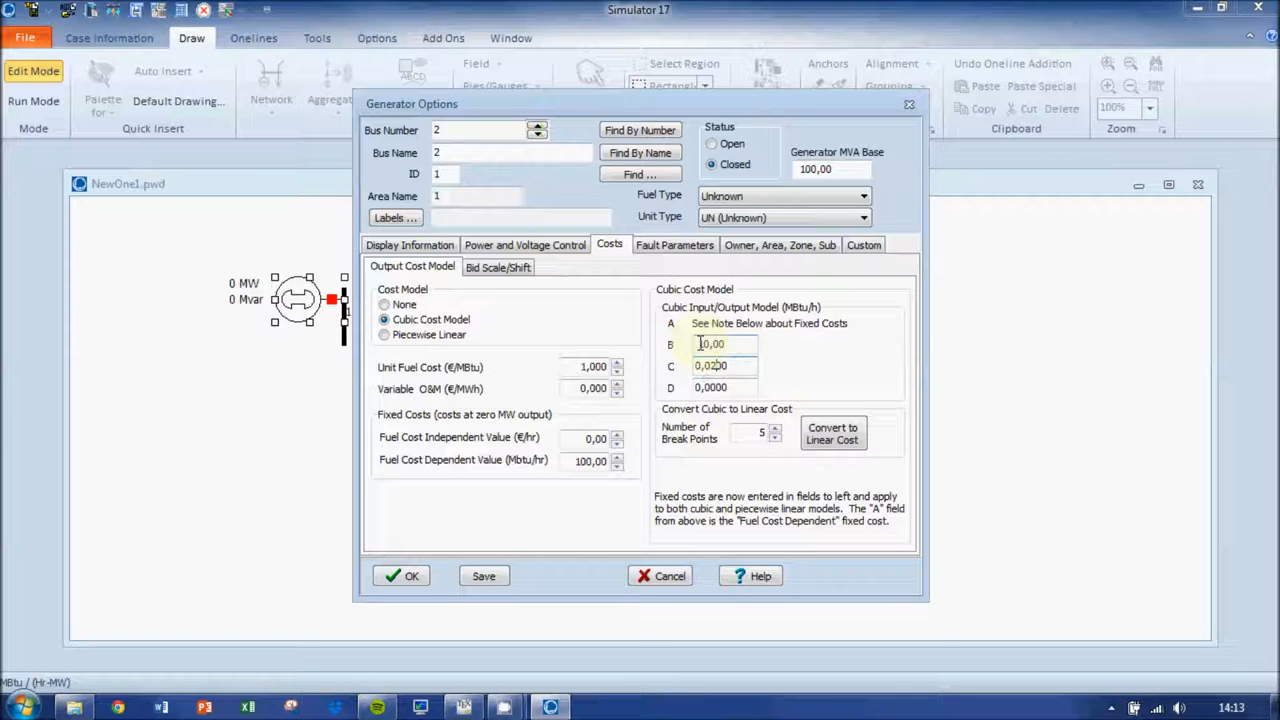 Simulator 17
File
Case Information
Draw
Onelines
Tools
Options
Add Ons
Window
Edit Mode
Run Mode
Mode
Palette for
Auto Insert
Default Drawing...
Quick Insert
Network
Aggregat
Field
Pies/Gauges
ABCD
Select Region
Rectangl
Anchors
Alignment
Grouping
Undo Oneline Addition
Paste Paste Special
Copy Cut Delete
Clipboard
100%
Zoom
NewOne1.pwd
0 MW
0 Mvar
1
Generator Options
Bus Number 2
Find By Number
Bus Name 2
Find By Name
ID 1
Find ...
Area Name 1
Labels ...
Status
Open
Closed
Generator MVA Base
100,00
Fuel Type Unknown
Unit Type UN (Unknown)
Display Information
Power and Voltage Control
Costs
Fault Parameters
Owner, Area, Zone, Sub
Custom
Output Cost Model
Bid Scale/Shift
Cost Model
None
Cubic Cost Model
Piecewise Linear
Unit Fuel Cost (€/MBtu) 1,000
Variable O&M (€/MWh) 0,000
Fixed Costs (costs at zero MW output)
Fuel Cost Independent Value (€/hr) 0,00
Fuel Cost Dependent Value (Mbtu/hr) 100,00
Cubic Cost Model
Cubic Input/Output Model (MBtu/h)
A See Note Below about Fixed Costs
B 10,00
C 0,0200
D 0,0000
Convert Cubic to Linear Cost
Number of Break Points 5
Convert to Linear Cost
Fixed costs are now entered in fields to left and apply
to both cubic and piecewise linear models. The "A" field
from above is the "Fuel Cost Dependent" fixed cost.
OK
Save
Cancel
Help
MBtu / (Hr-MW)
14:13